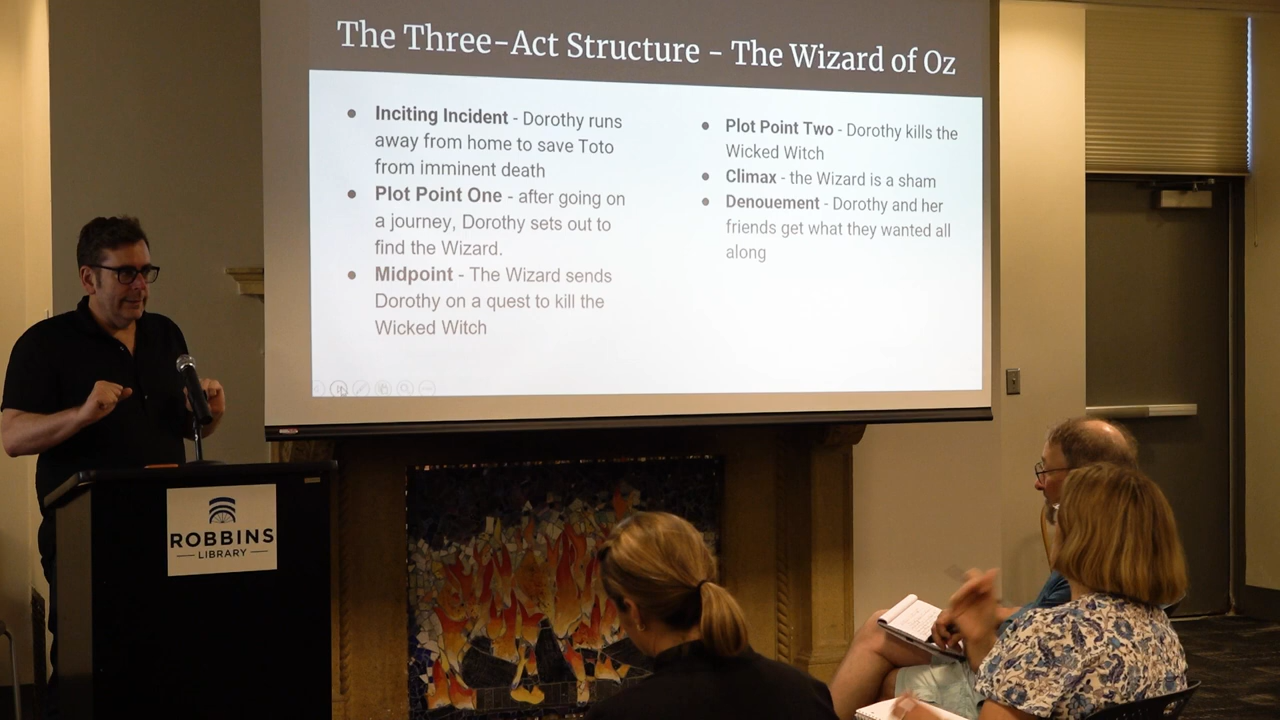 The Three-Act Structure - The Wizard of Oz
● Inciting Incident - Dorothy runs
away from home to save Toto
from imminent death
● Plot Point One - after going on
a journey, Dorothy sets out to
find the Wizard.
● Midpoint - The Wizard sends
Dorothy on a quest to kill the
Wicked Witch
● Plot Point Two - Dorothy kills the
Wicked Witch
● Climax - the Wizard is a sham
● Denouement - Dorothy and her
friends get what they wanted all
along
ROBBINS
LIBRARY